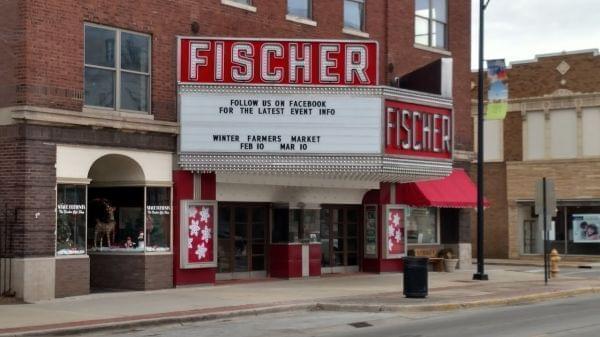 FISCHER
FOLLOW US ON FACEBOOK
FOR THE LATEST EVENT INFO
WINTER FARMERS MARKET
FEB 10 MAR 10
FISCHER